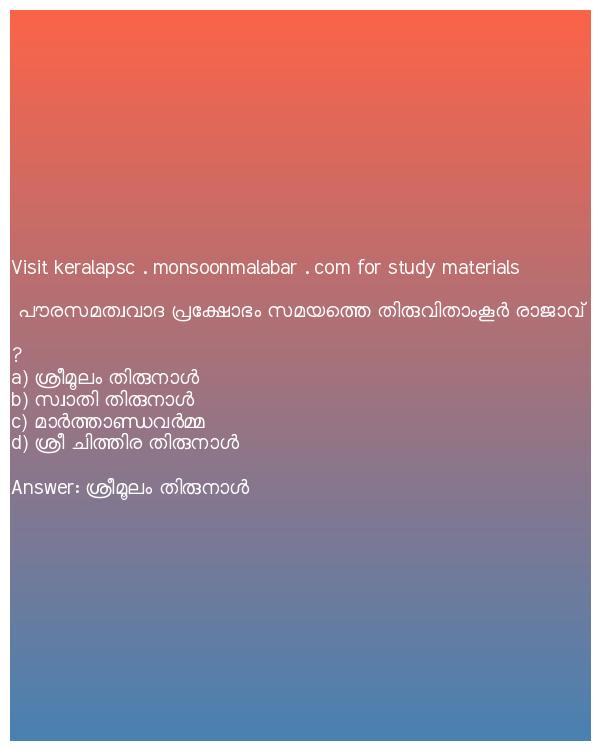 Visit keralapsc . monsoonmalabar . com for study materials
പൗരസമത്വവാദ പ്രക്ഷോഭം സമയത്തെ തിരുവിതാംകൂർ രാജാവ്
?
a) ശ്രീമൂലം തിരുനാൾ
b) സ്വാതി തിരുനാൾ
c) മാർത്താണ്ഡവർമ്മ
d) ശ്രീ ചിത്തിര തിരുനാൾ
Answer: ശ്രീമൂലം തിരുനാൾ